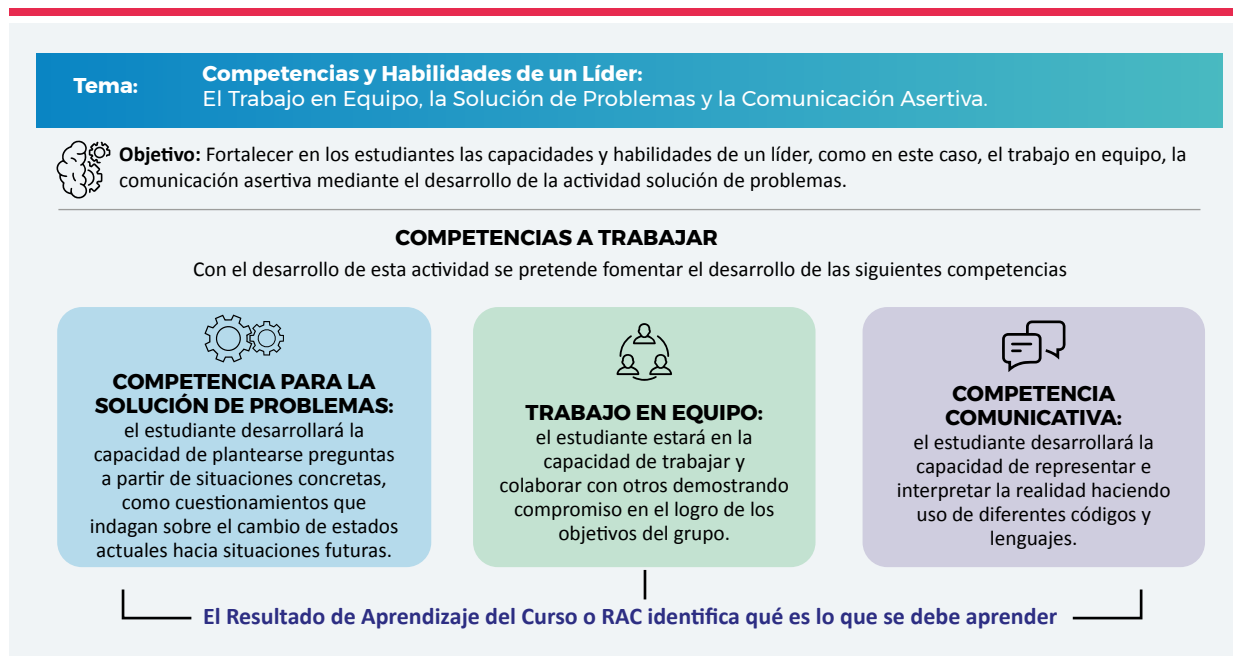 Tema:
Competencias y Habilidades de un Líder:
El Trabajo en Equipo, la Solución de Problemas y la Comunicación Asertiva.
Objetivo: Fortalecer en los estudiantes las capacidades y habilidades de un líder, como en este caso, el trabajo en equipo, la
comunicación asertiva mediante el desarrollo de la actividad solución de problemas.
COMPETENCIAS A TRABAJAR
Con el desarrollo de esta actividad se pretende fomentar el desarrollo de las siguientes competencias
COMPETENCIA PARA LA
SOLUCIÓN DE PROBLEMAS:
el estudiante desarrollará la
capacidad de plantearse preguntas
a partir de situaciones concretas,
como cuestionamientos que
indagan sobre el cambio de estados
actuales hacia situaciones futuras.
TRABAJO EN EQUIPO:
el estudiante estará en la
capacidad de trabajar y
colaborar con otros demostrando
compromiso en el logro de los
objetivos del grupo.
COMPETENCIA
COMUNICATIVA:
el estudiante desarrollará la
capacidad de representar e
interpretar la realidad haciendo
uso de diferentes códigos y
lenguajes.
El Resultado de Aprendizaje del Curso o RAC identifica qué es lo que se debe aprender